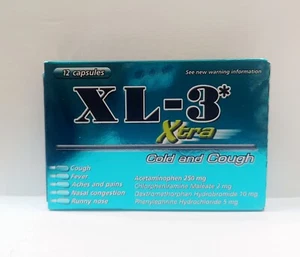 12 capsules
See new warning information
XL-3*
Xtra
Cold and Cough
Cough
Fever
Aches and pains
Nasal congestion
Runny nose
Acetaminophen 250 mg
Chlorpheniramine Maleate 2 mg
Dextromethorphan Hydrobromide 10 mg
Phenylephrine Hydrochloride 5 mg